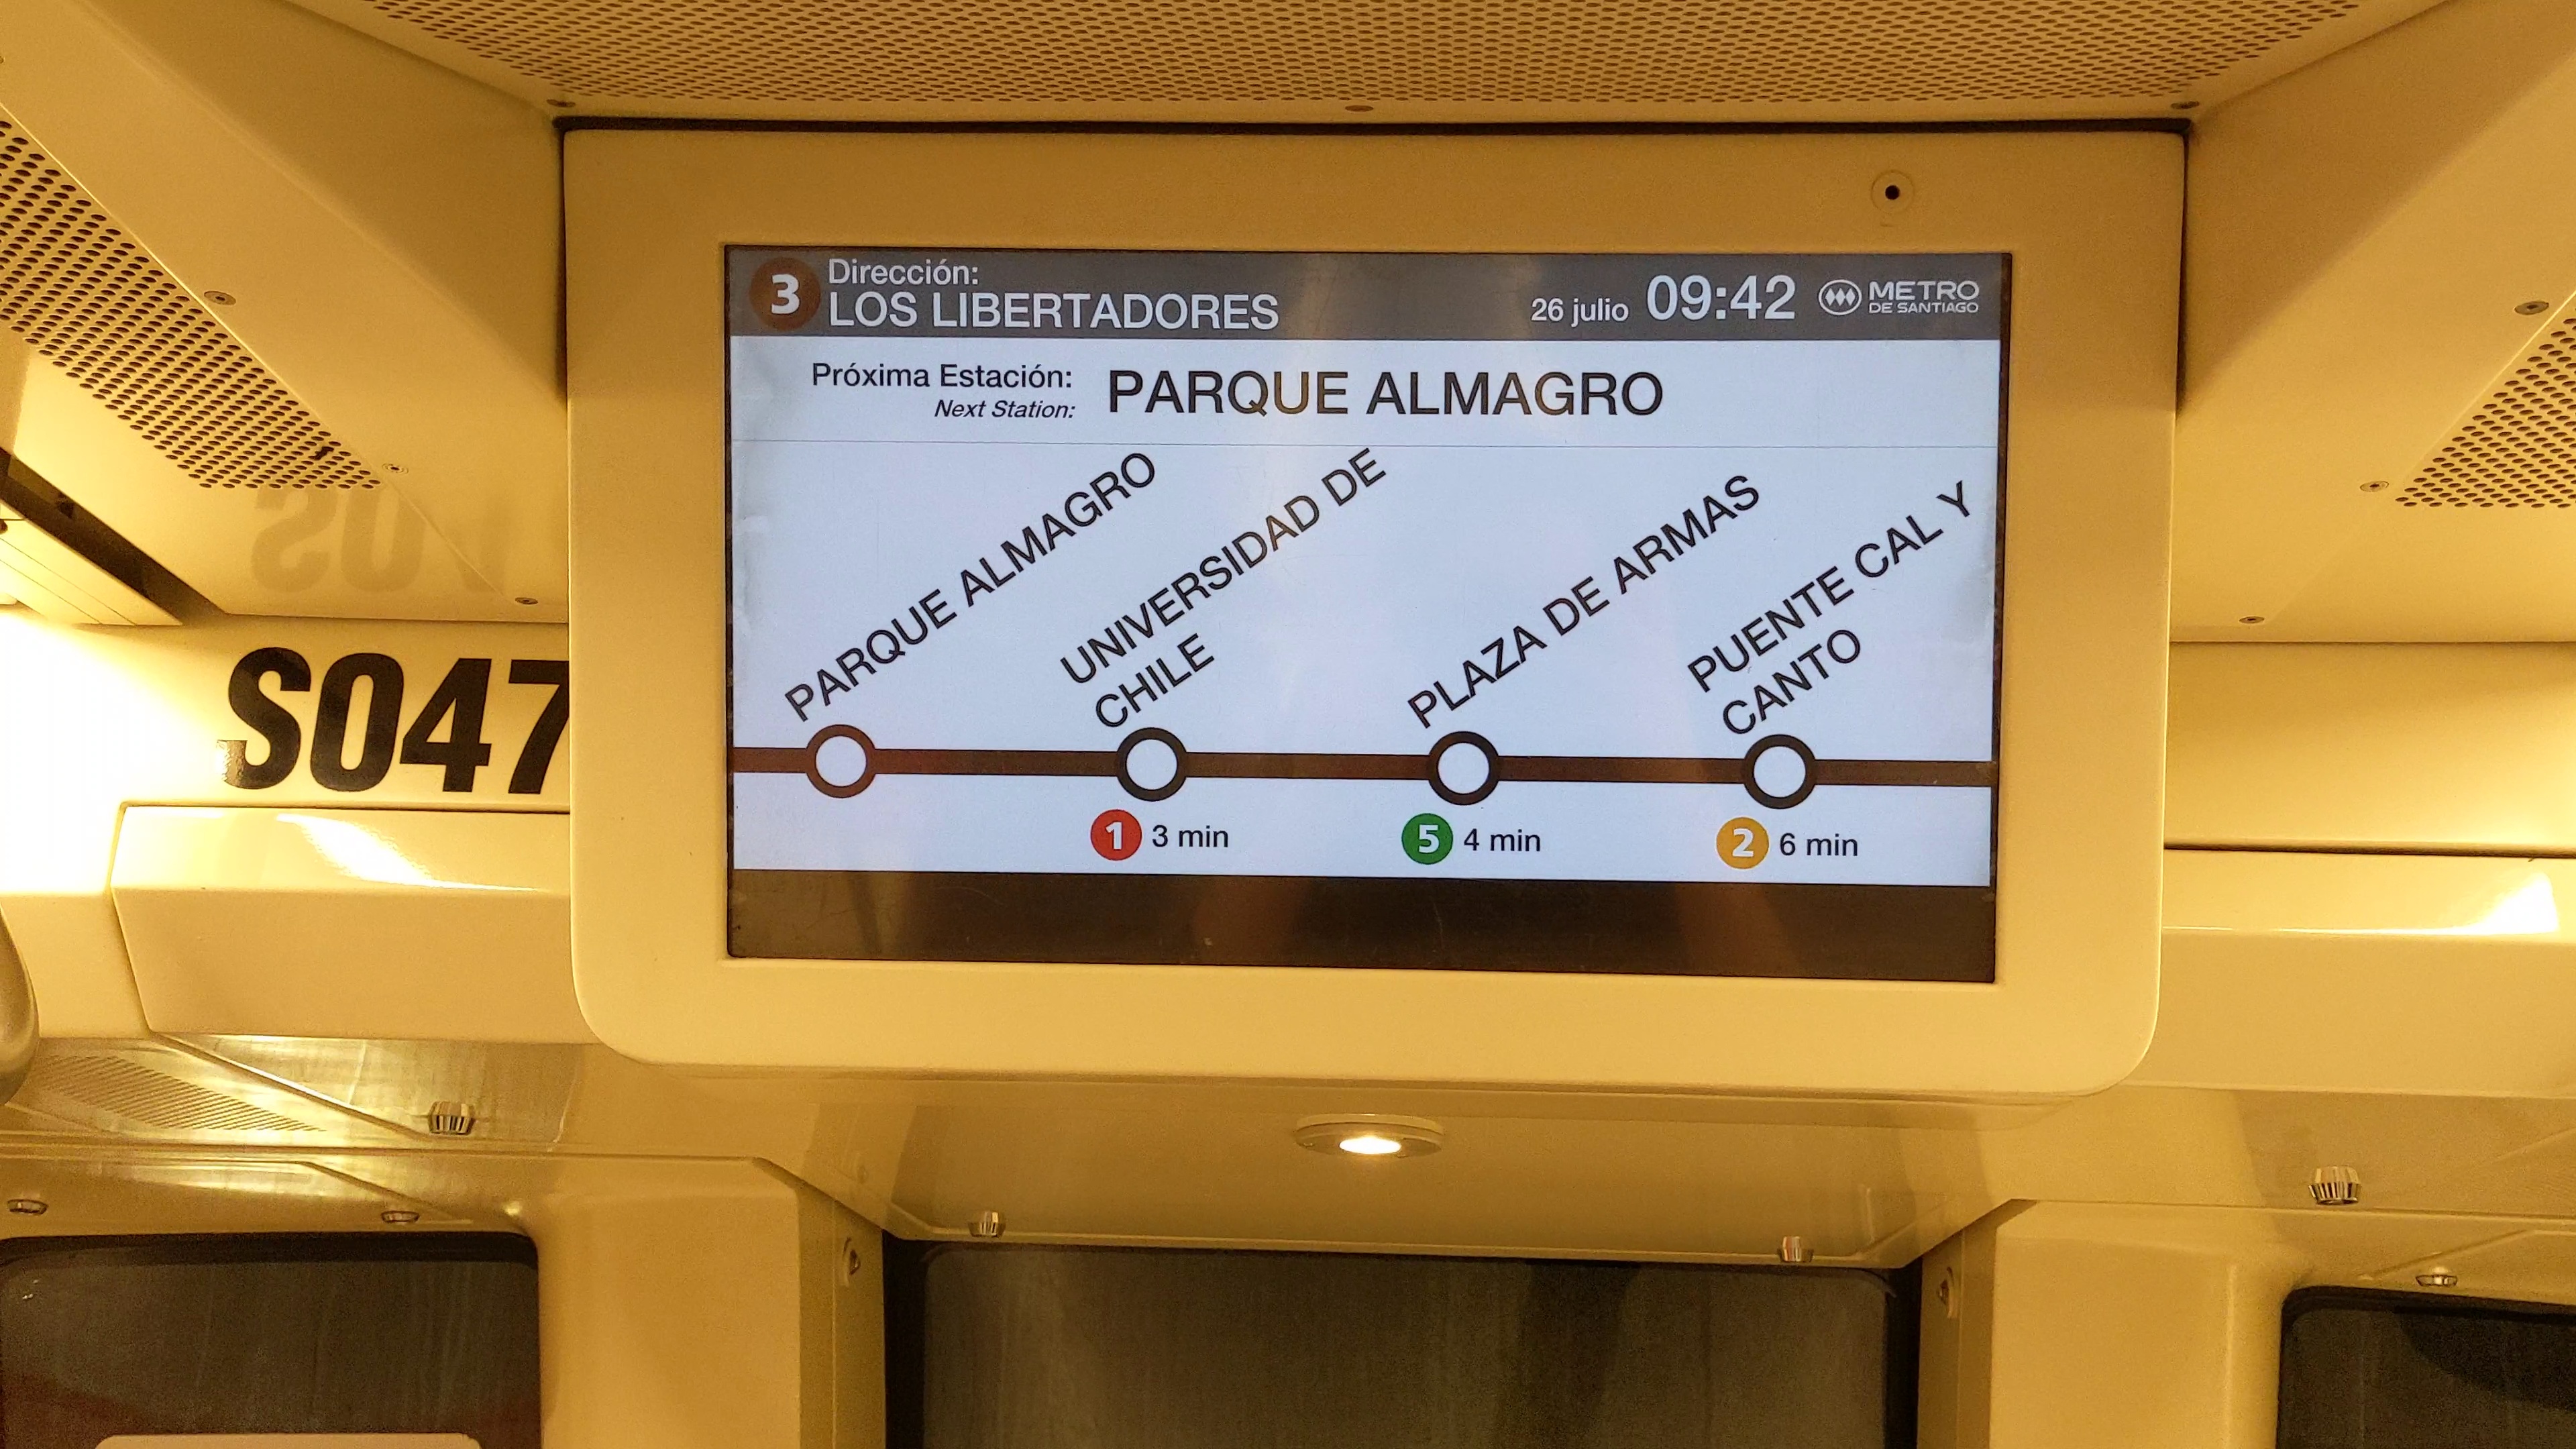 3
Dirección:
LOS LIBERTADORES
26 julio 09:42
METRO
DE SANTIAGO
Próxima Estación:
Next Station:
PARQUE ALMAGRO
PARQUE ALMAGRO
UNIVERSIDAD DE
CHILE
PLAZA DE ARMAS
PUENTE CAL Y
CANTO
1 3 min
5 4 min
2 6 min
S047